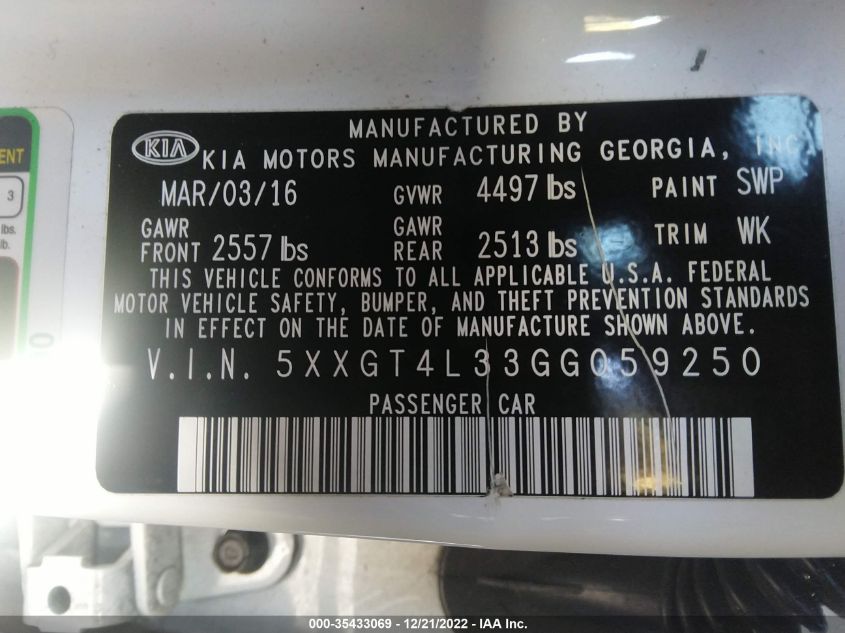 MANUFACTURED BY
KIA KIA MOTORS MANUFACTURING GEORGIA, INC
MAR/03/16 GVWR 4497 lbs PAINT SWP
GAWR FRONT 2557 lbs GAWR REAR 2513 lbs TRIM WK
THIS VEHICLE CONFORMS TO ALL APPLICABLE U.S.A. FEDERAL
MOTOR VEHICLE SAFETY, BUMPER, AND THEFT PREVENTION STANDARDS
IN EFFECT ON THE DATE OF MANUFACTURE SHOWN ABOVE.
V.I.N. 5XXGT4L33GG059250
PASSENGER CAR
3
lbs.
lb.
000-35433069 - 12/21/2022 - IAA Inc.